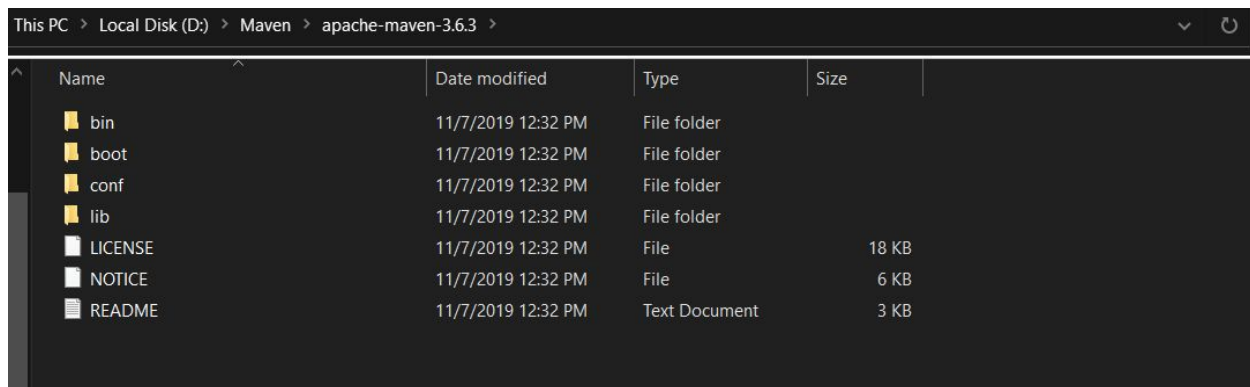 This PC > Local Disk (D:) > Maven > apache-maven-3.6.3 >
Name Date modified Type Size
bin 11/7/2019 12:32 PM File folder
boot 11/7/2019 12:32 PM File folder
conf 11/7/2019 12:32 PM File folder
lib 11/7/2019 12:32 PM File folder
LICENSE 11/7/2019 12:32 PM File 18 KB
NOTICE 11/7/2019 12:32 PM File 6 KB
README 11/7/2019 12:32 PM Text Document 3 KB